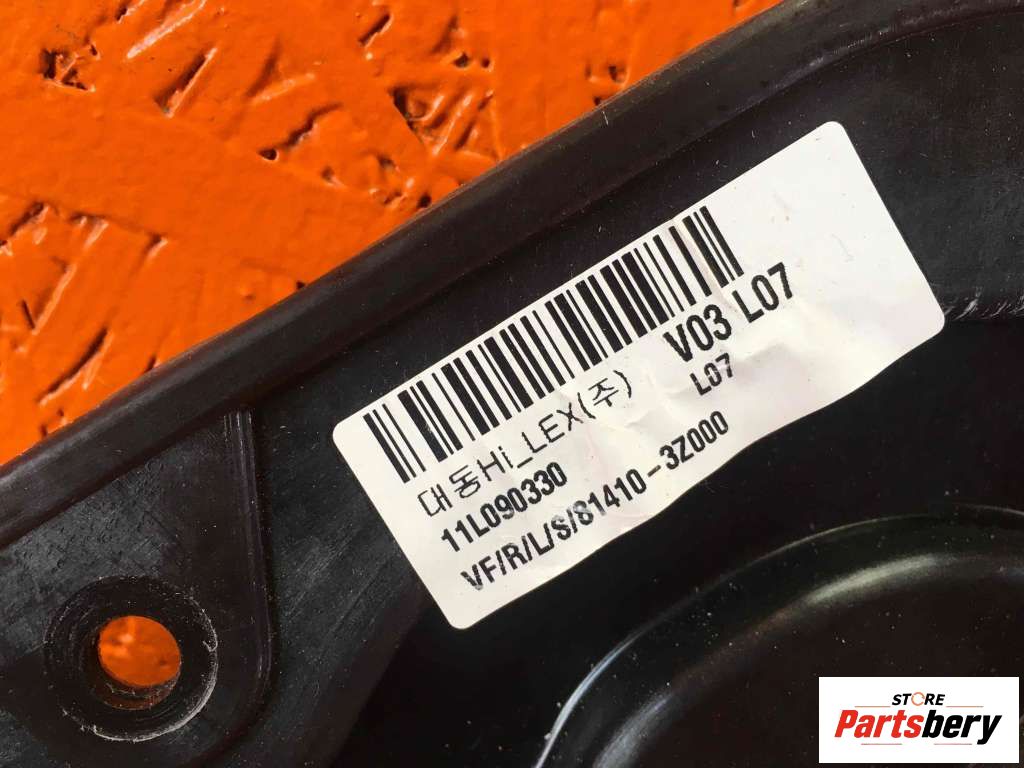 V03 L07
대동Hi_LEX(주) L07
11L090330
VF/R/L/S/81410-3Z000
STORE
Partsbery